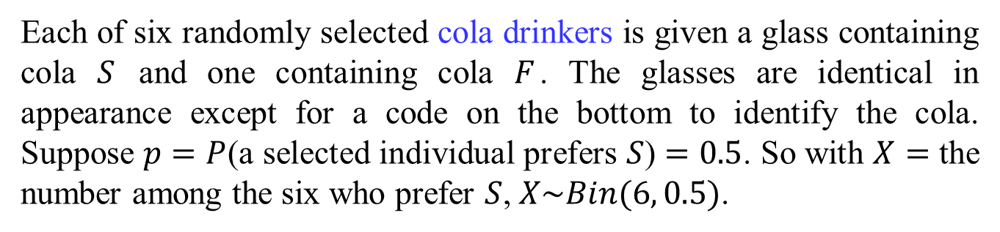 Each of six randomly selected cola drinkers is given a glass containing
cola S and one containing cola F. The glasses are identical in
appearance except for a code on the bottom to identify the cola.
Suppose p = P(a selected individual prefers S) = 0.5. So with X = the
number among the six who prefer S, X~Bin(6, 0.5).